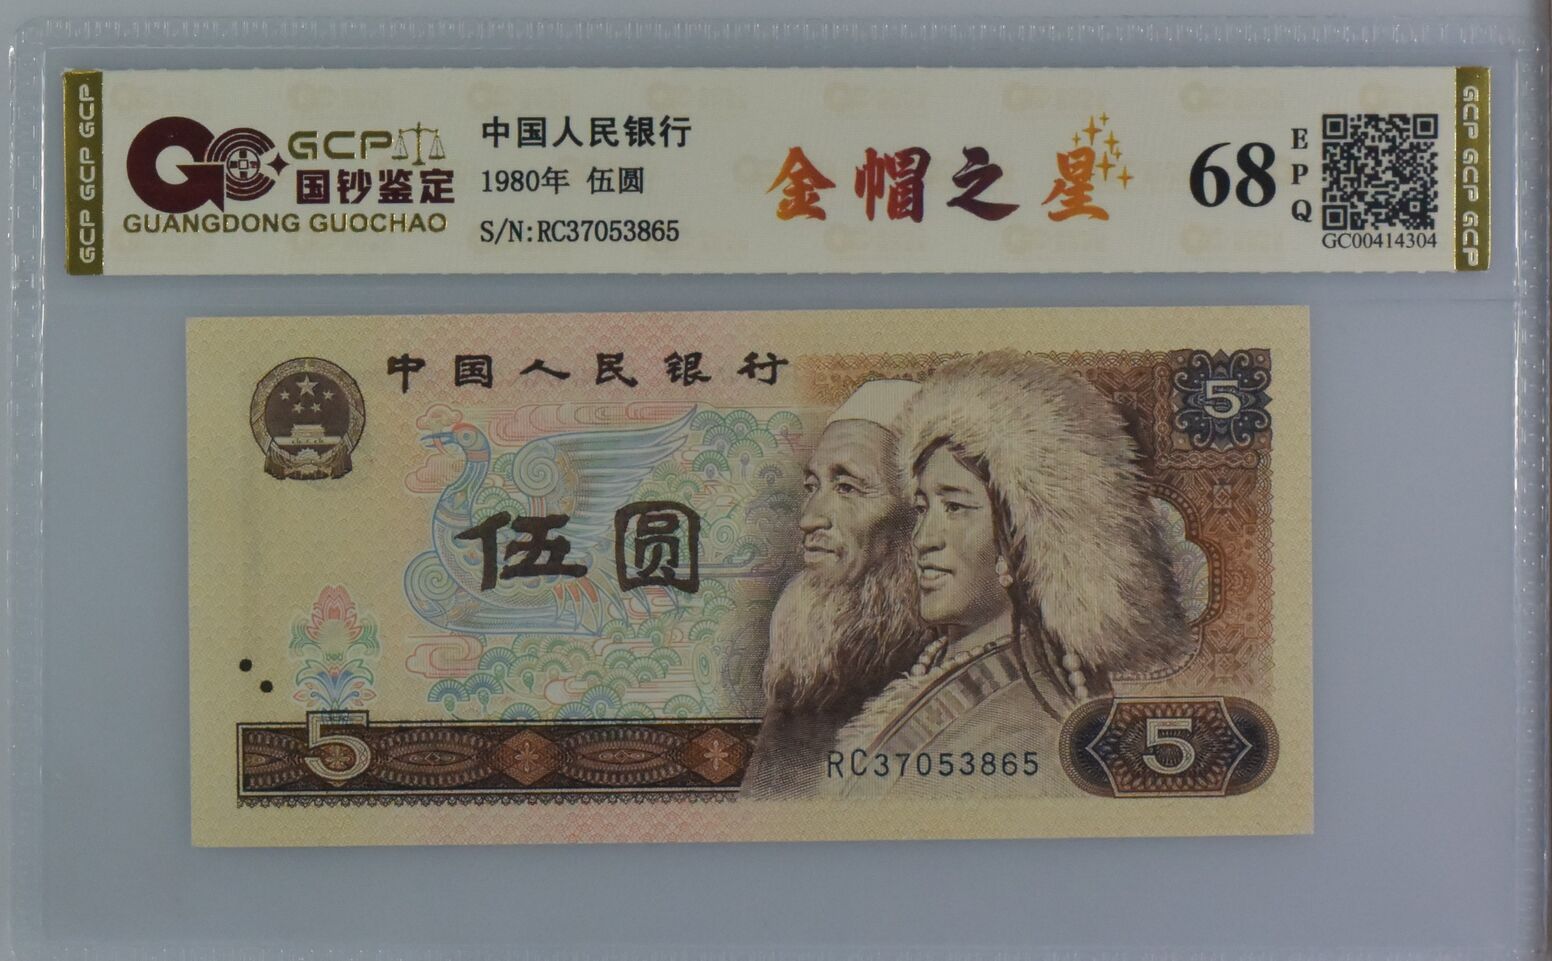 GCP GCP GCP
GCP
国钞鉴定
GUANGDONG GUOCHAO
中国人民银行
1980年 伍圆
S/N:RC37053865
金帽之星
68
EPQ
GC00414304
GCP GCP GCP
中国人民银行
5
伍圆
5
RC37053865
5